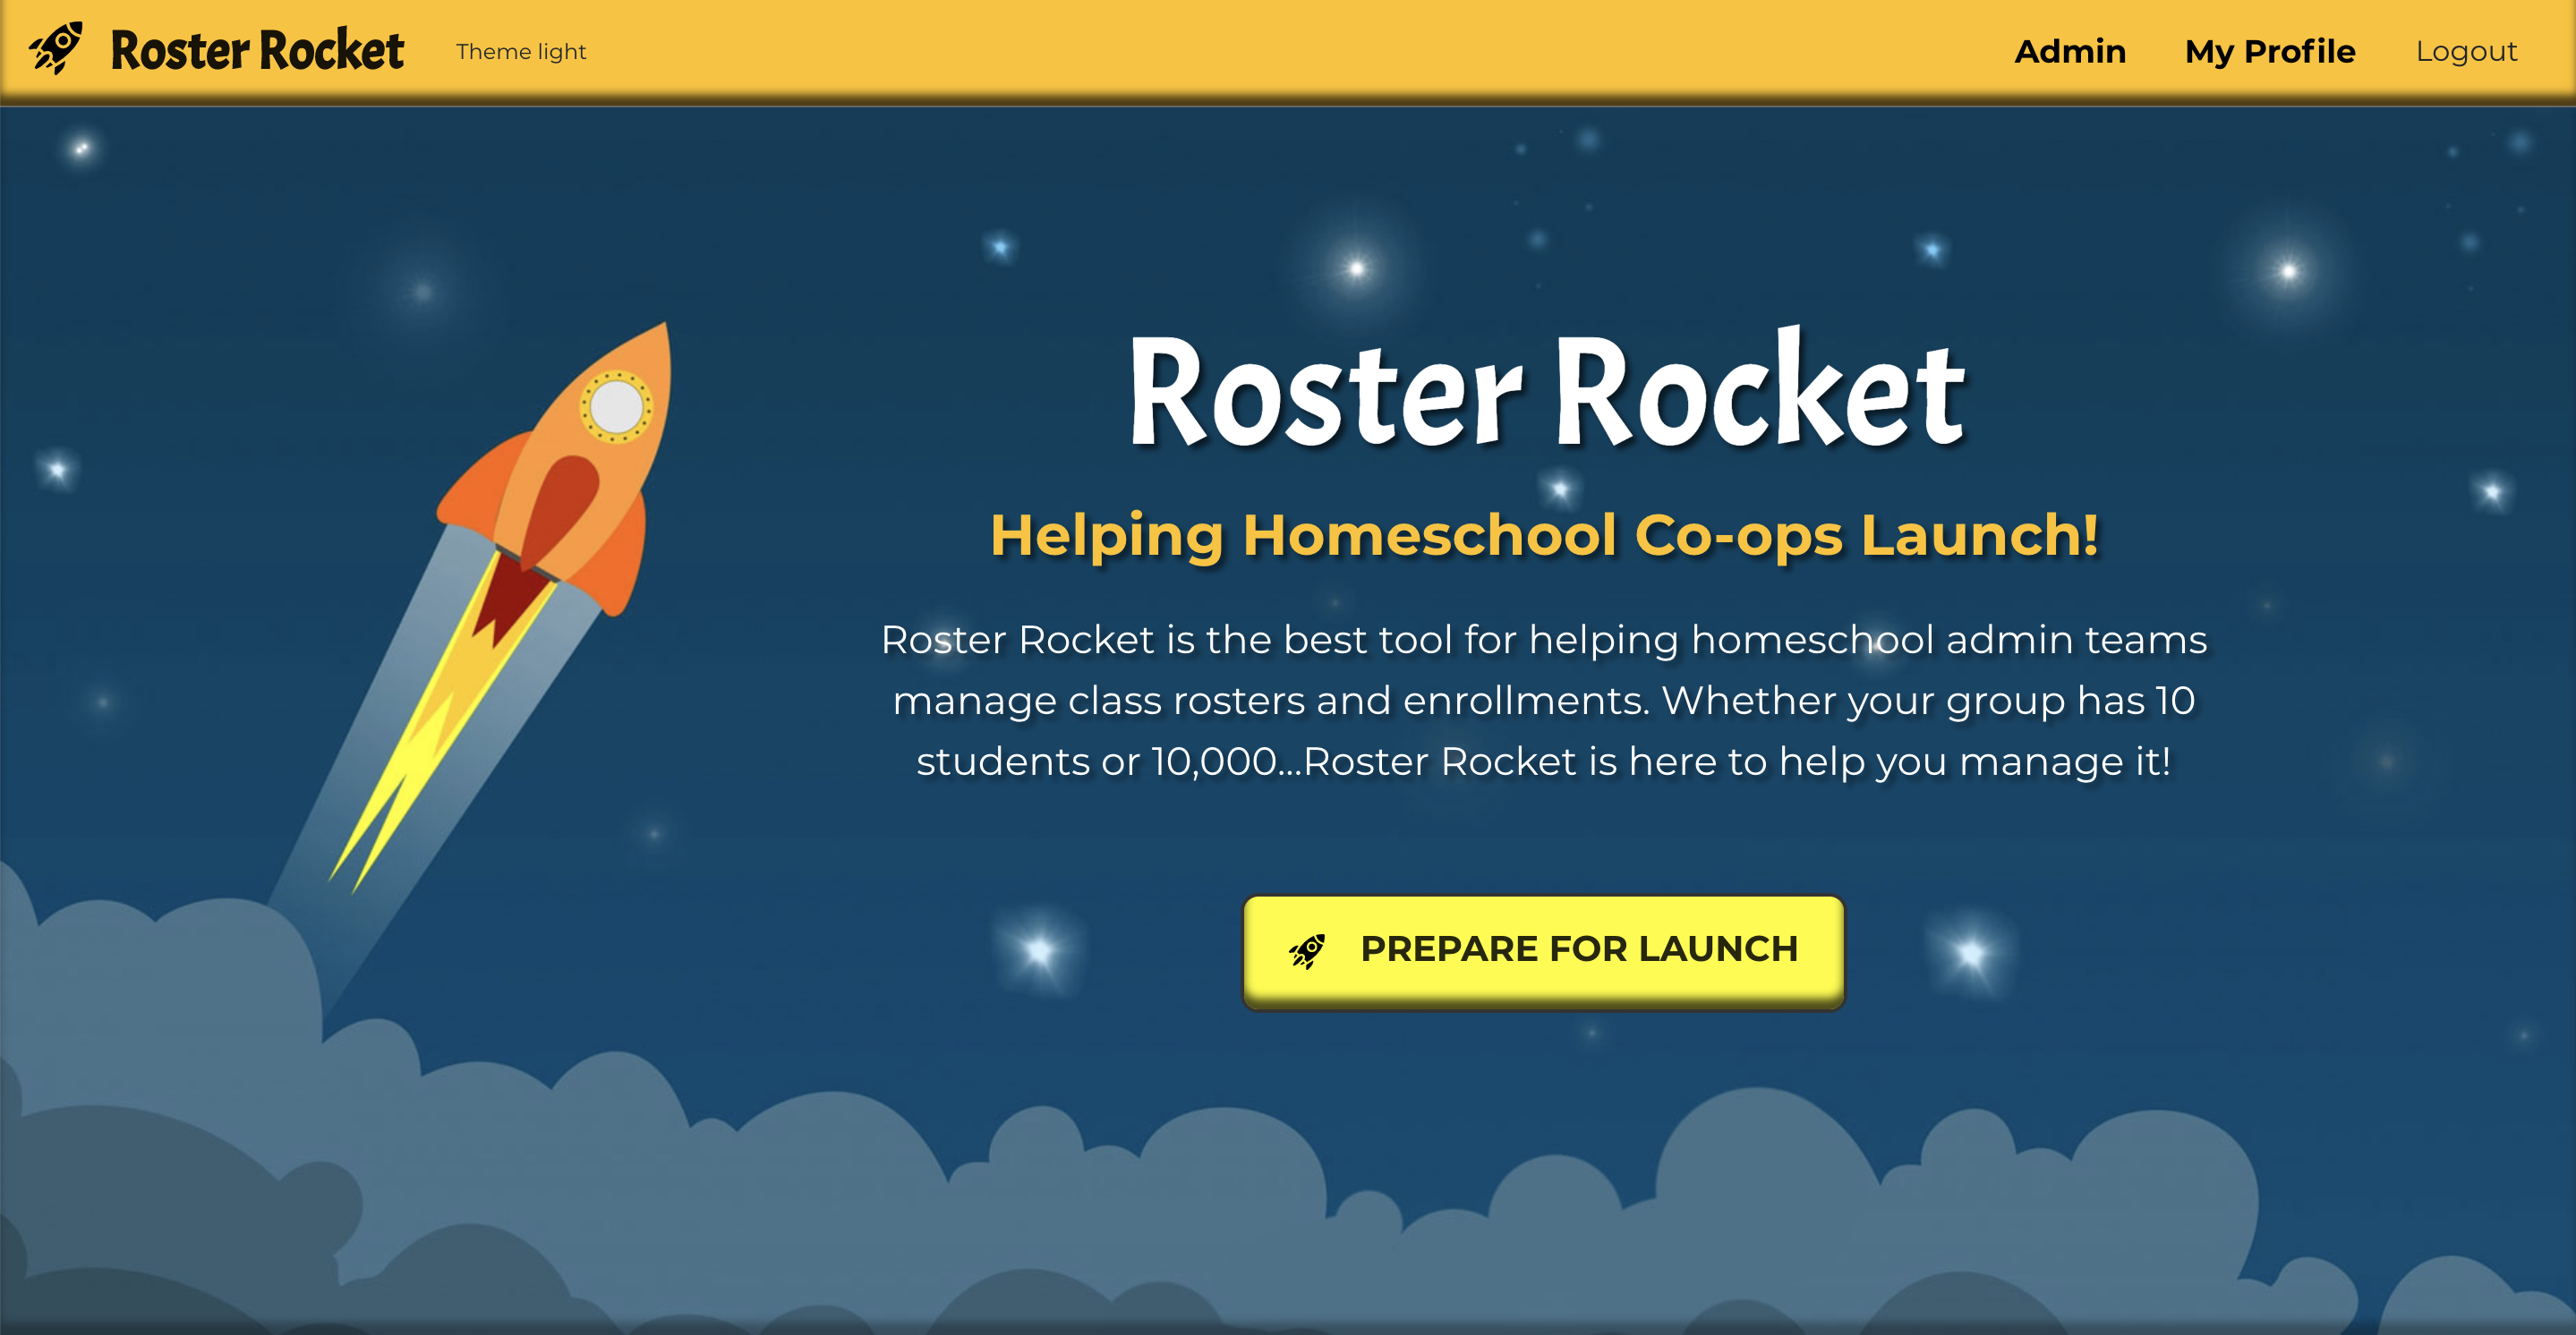 Roster Rocket
Theme light
Admin
My Profile
Logout
Roster Rocket
Helping Homeschool Co-ops Launch!
Roster Rocket is the best tool for helping homeschool admin teams
manage class rosters and enrollments. Whether your group has 10
students or 10,000...Roster Rocket is here to help you manage it!
PREPARE FOR LAUNCH